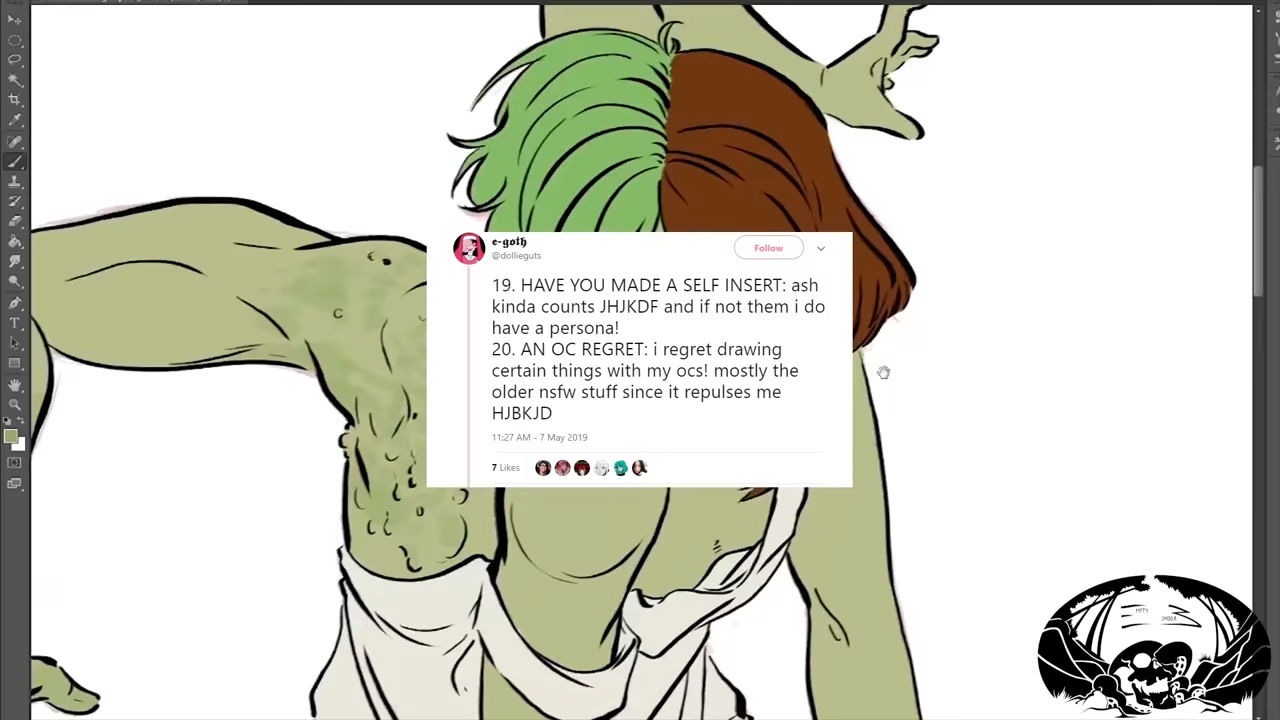 𝖊-𝖌𝖔𝖙𝖍
@dollieguts
Follow
19. HAVE YOU MADE A SELF INSERT: ash
kinda counts JHJKDF and if not them i do
have a persona!
20. AN OC REGRET: i regret drawing
certain things with my ocs! mostly the
older nsfw stuff since it repulses me
HJBKJD
11:27 AM - 7 May 2019
7 Likes